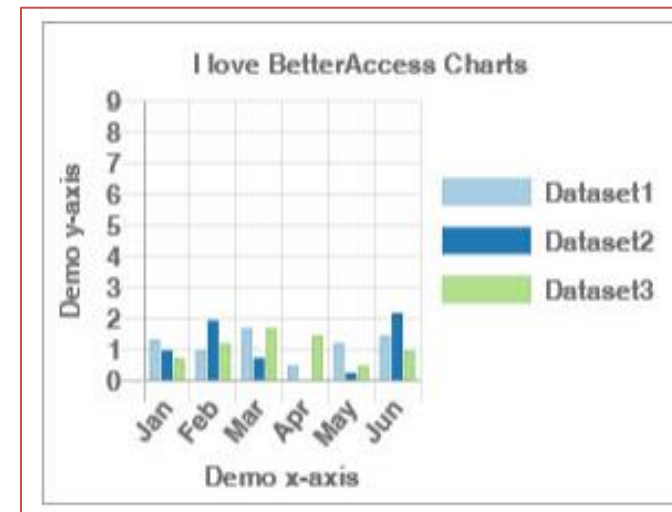 I love BetterAccess Charts
Demo y-axis
9
8
7
6
5
4
3
2
1
0
Jan Feb Mar Apr May Jun
Demo x-axis
Dataset1
Dataset2
Dataset3